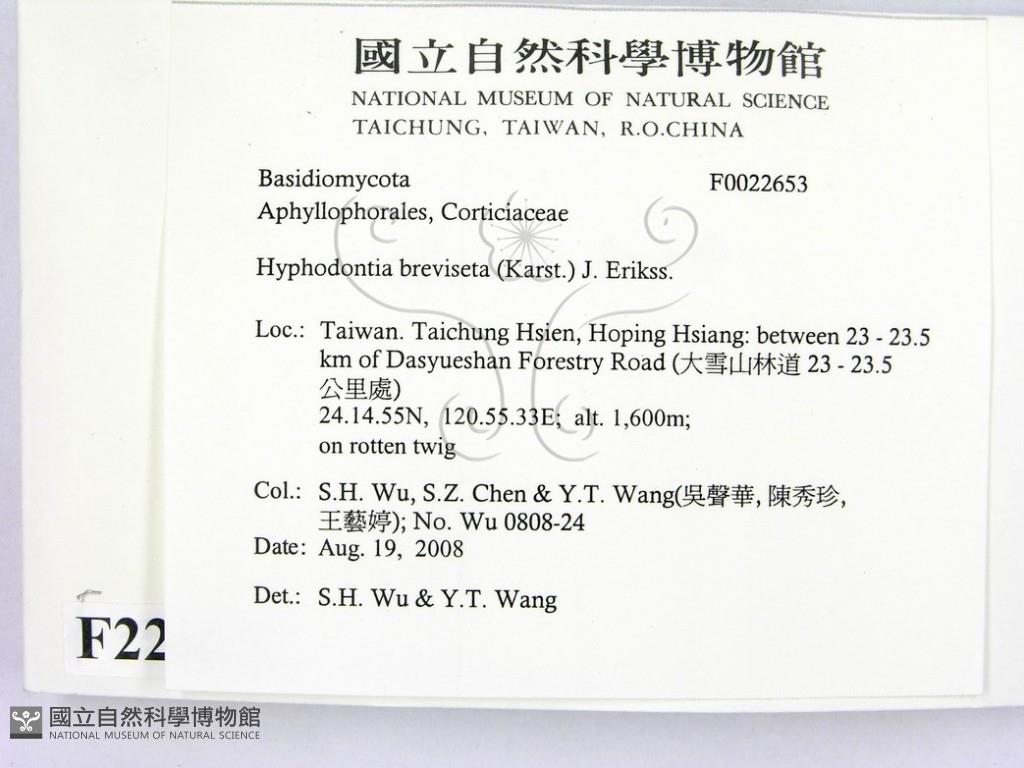 國立自然科學博物館
NATIONAL MUSEUM OF NATURAL SCIENCE
TAICHUNG, TAIWAN, R.O.CHINA
Basidiomycota F0022653
Aphyllophorales, Corticiaceae
Hyphodontia breviseta (Karst.) J. Erikss.
Loc.: Taiwan. Taichung Hsien, Hoping Hsiang: between 23 - 23.5
km of Dasyueshan Forestry Road (大雪山林道 23 - 23.5
公里處)
24.14.55N, 120.55.33E; alt. 1,600m;
on rotten twig
Col.: S.H. Wu, S.Z. Chen & Y.T. Wang(吳聲華, 陳秀珍,
王藝婷); No. Wu 0808-24
Date: Aug. 19, 2008
Det.: S.H. Wu & Y.T. Wang
F22
國立自然科學博物館
NATIONAL MUSEUM OF NATURAL SCIENCE